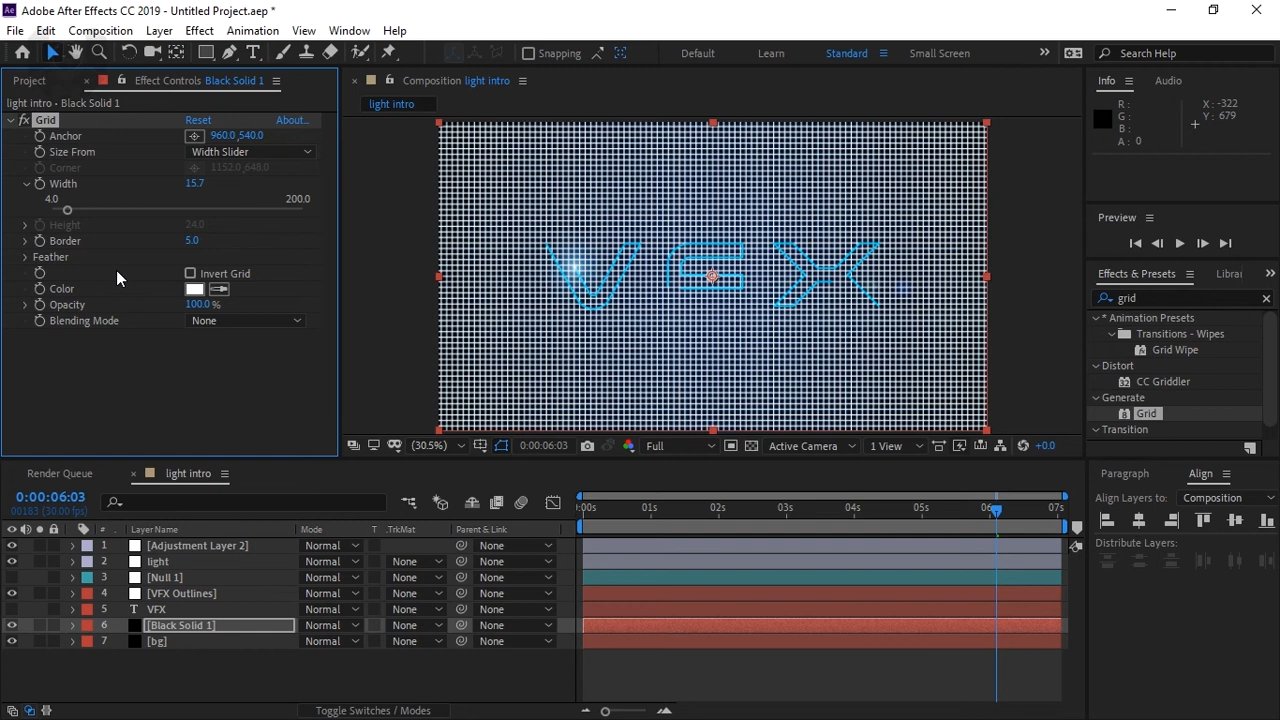 Ae Adobe After Effects CC 2019 - Untitled Project.aep *
File Edit Composition Layer Effect Animation View Window Help
Snapping Default Learn Standard Small Screen Search Help
Project Effect Controls Black Solid 1
light intro • Black Solid 1
fx Grid Reset About...
Anchor 960.0,540.0
Size From Width Slider
Corner 1152.0,648.0
Width 15.7
4.0 200.0
Height 24.0
Border 5.0
Feather
Invert Grid
Color
Opacity 100.0 %
Blending Mode None
Composition light intro
light intro
(30.5%) 0:00:06:03 Full Active Camera 1 View +0.0
Info Audio
R : X : -322
G : Y : 679
B :
A : 0
Preview
Effects & Presets Librai
grid
* Animation Presets
Transitions - Wipes
Grid Wipe
Distort
CC Griddler
Generate
Grid
Transition
Render Queue light intro
0:00:06:03
00183 (30.00 fps)
# Layer Name Mode T .TrkMat Parent & Link
:00s 01s 02s 03s 04s 05s 06s 07s
1 [Adjustment Layer 2] Normal None
2 light Normal None None
3 [Null 1] Normal None None
4 [VFX Outlines] Normal None None
5 T VFX Normal None None
6 [Black Solid 1] Normal None None
7 [bg] Normal None None
Toggle Switches / Modes
Paragraph Align
Align Layers to: Composition
Distribute Layers: